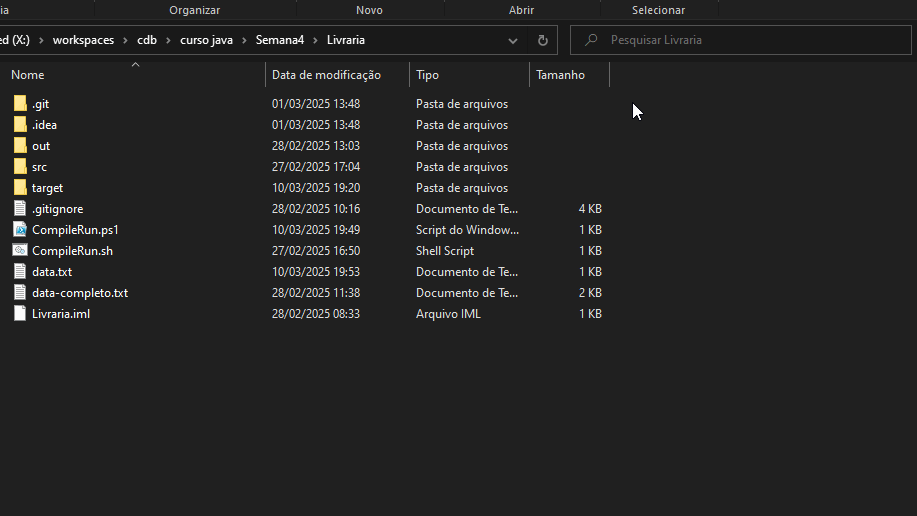 ia Organizar Novo Abrir Selecionar
ed (X:) workspaces cdb curso java Semana4 Livraria Pesquisar Livraria
Nome Data de modificação Tipo Tamanho
.git 01/03/2025 13:48 Pasta de arquivos
.idea 01/03/2025 13:48 Pasta de arquivos
out 28/02/2025 13:03 Pasta de arquivos
src 27/02/2025 17:04 Pasta de arquivos
target 10/03/2025 19:20 Pasta de arquivos
.gitignore 28/02/2025 10:16 Documento de Te... 4 KB
CompileRun.ps1 10/03/2025 19:49 Script do Window... 1 KB
CompileRun.sh 27/02/2025 16:50 Shell Script 1 KB
data.txt 10/03/2025 19:53 Documento de Te... 1 KB
data-completo.txt 28/02/2025 11:38 Documento de Te... 2 KB
Livraria.iml 28/02/2025 08:33 Arquivo IML 1 KB